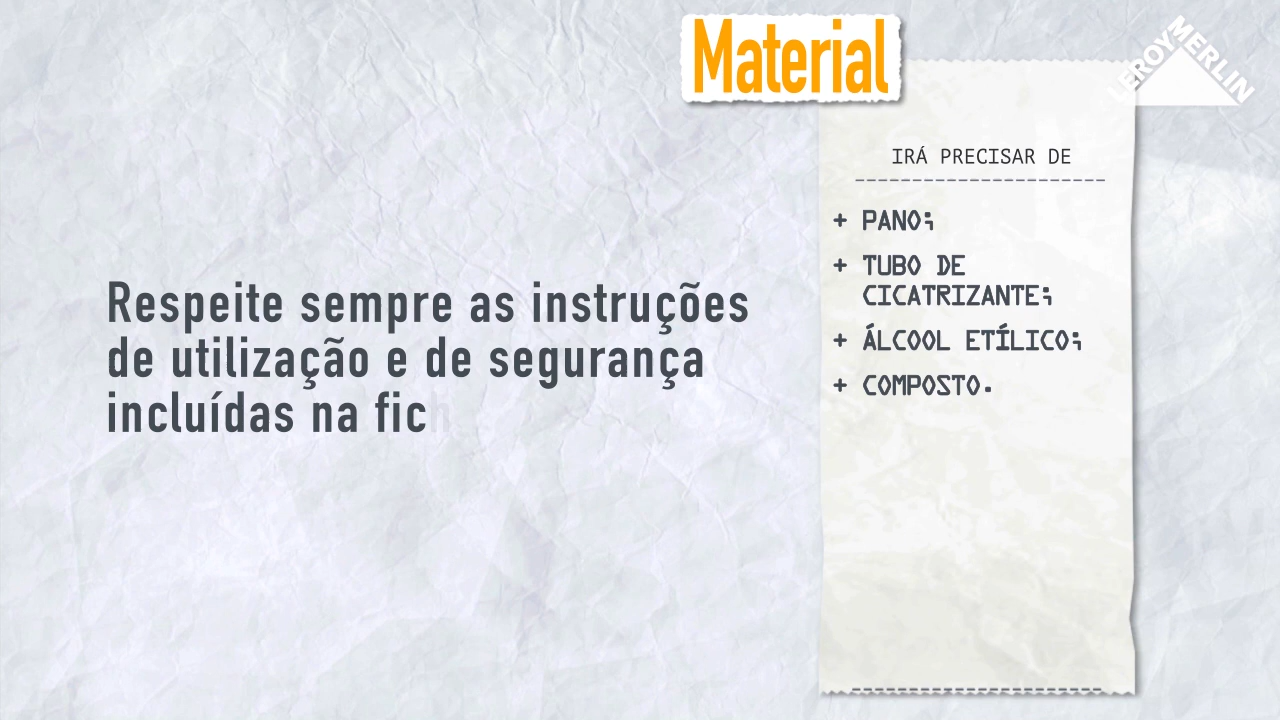 Material
LEROY MERLIN
IRÁ PRECISAR DE
+ PANO;
+ TUBO DE
CICATRIZANTE;
+ ÁLCOOL ETÍLICO;
+ COMPOSTO.
Respeite sempre as instruções
de utilização e de segurança
incluídas na fich